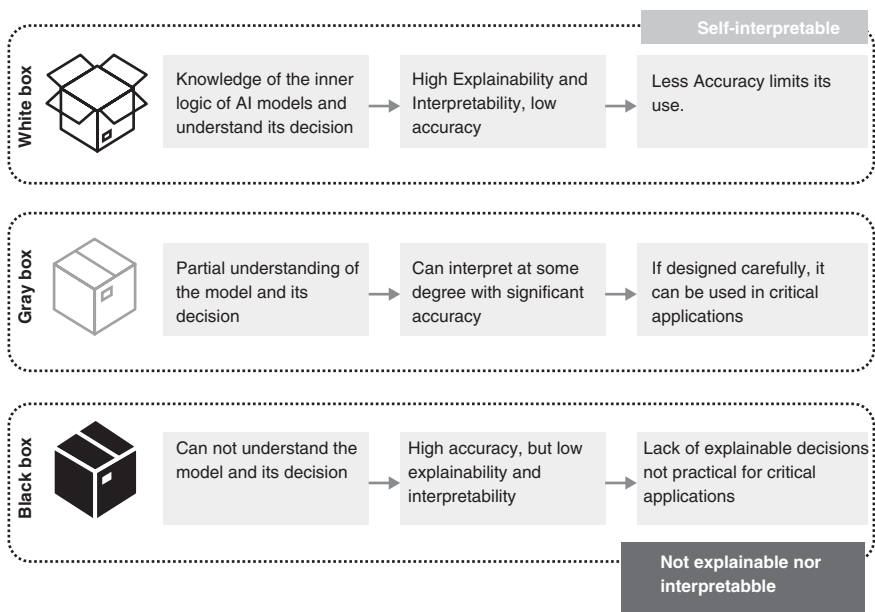 Self-interpretable
White box
Knowledge of the inner
logic of AI models and
understand its decision
High Explainability and
Interpretability, low
accuracy
Less Accuracy limits its
use.
Gray box
Partial understanding of
the model and its
decision
Can interpret at some
degree with significant
accuracy
If designed carefully, it
can be used in critical
applications
Black box
Can not understand the
model and its decision
High accuracy, but low
explainability and
interpretability
Lack of explainable decisions
not practical for critical
applications
Not explainable nor
interpretabble